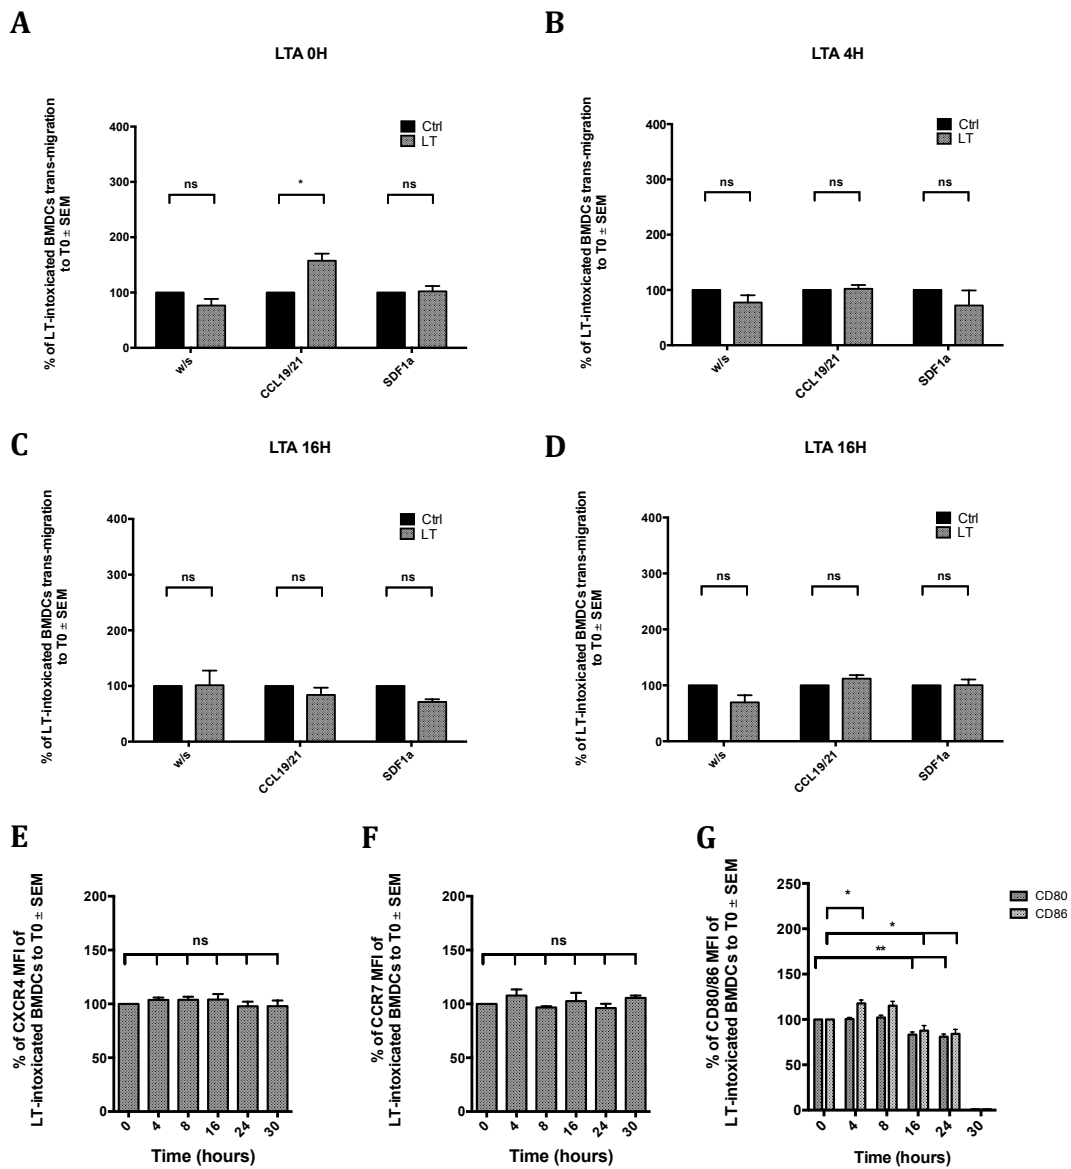 A
LTA 0H
% of LT-intoxicated BMDCs trans-migration
to T0 ± SEM
400
300
200
100
0
Ctrl
LT
ns
*
ns
w/s
CCL19/21
SDF1a
B
LTA 4H
% of LT-intoxicated BMDCs trans-migration
to T0 ± SEM
400
300
200
100
0
Ctrl
LT
ns
ns
ns
w/s
CCL19/21
SDF1a
C
LTA 16H
% of LT-intoxicated BMDCs trans-migration
to T0 ± SEM
400
300
200
100
0
Ctrl
LT
ns
ns
ns
w/s
CCL19/21
SDF1a
D
LTA 16H
% of LT-intoxicated BMDCs trans-migration
to T0 ± SEM
400
300
200
100
0
Ctrl
LT
ns
ns
ns
w/s
CCL19/21
SDF1a
E
% of CXCR4 MFI of
LT-intoxicated BMDCs to T0 ± SEM
200
150
100
50
0
ns
0 4 8 16 24 30
Time (hours)
F
% of CCR7 MFI of
LT-intoxicated BMDCs to T0 ± SEM
200
150
100
50
0
ns
0 4 8 16 24 30
Time (hours)
G
% of CD80/86 MFI of
LT-intoxicated BMDCs to T0 ± SEM
250
200
150
100
50
0
CD80
CD86
*
*
**
0 4 8 16 24 30
Time (hours)